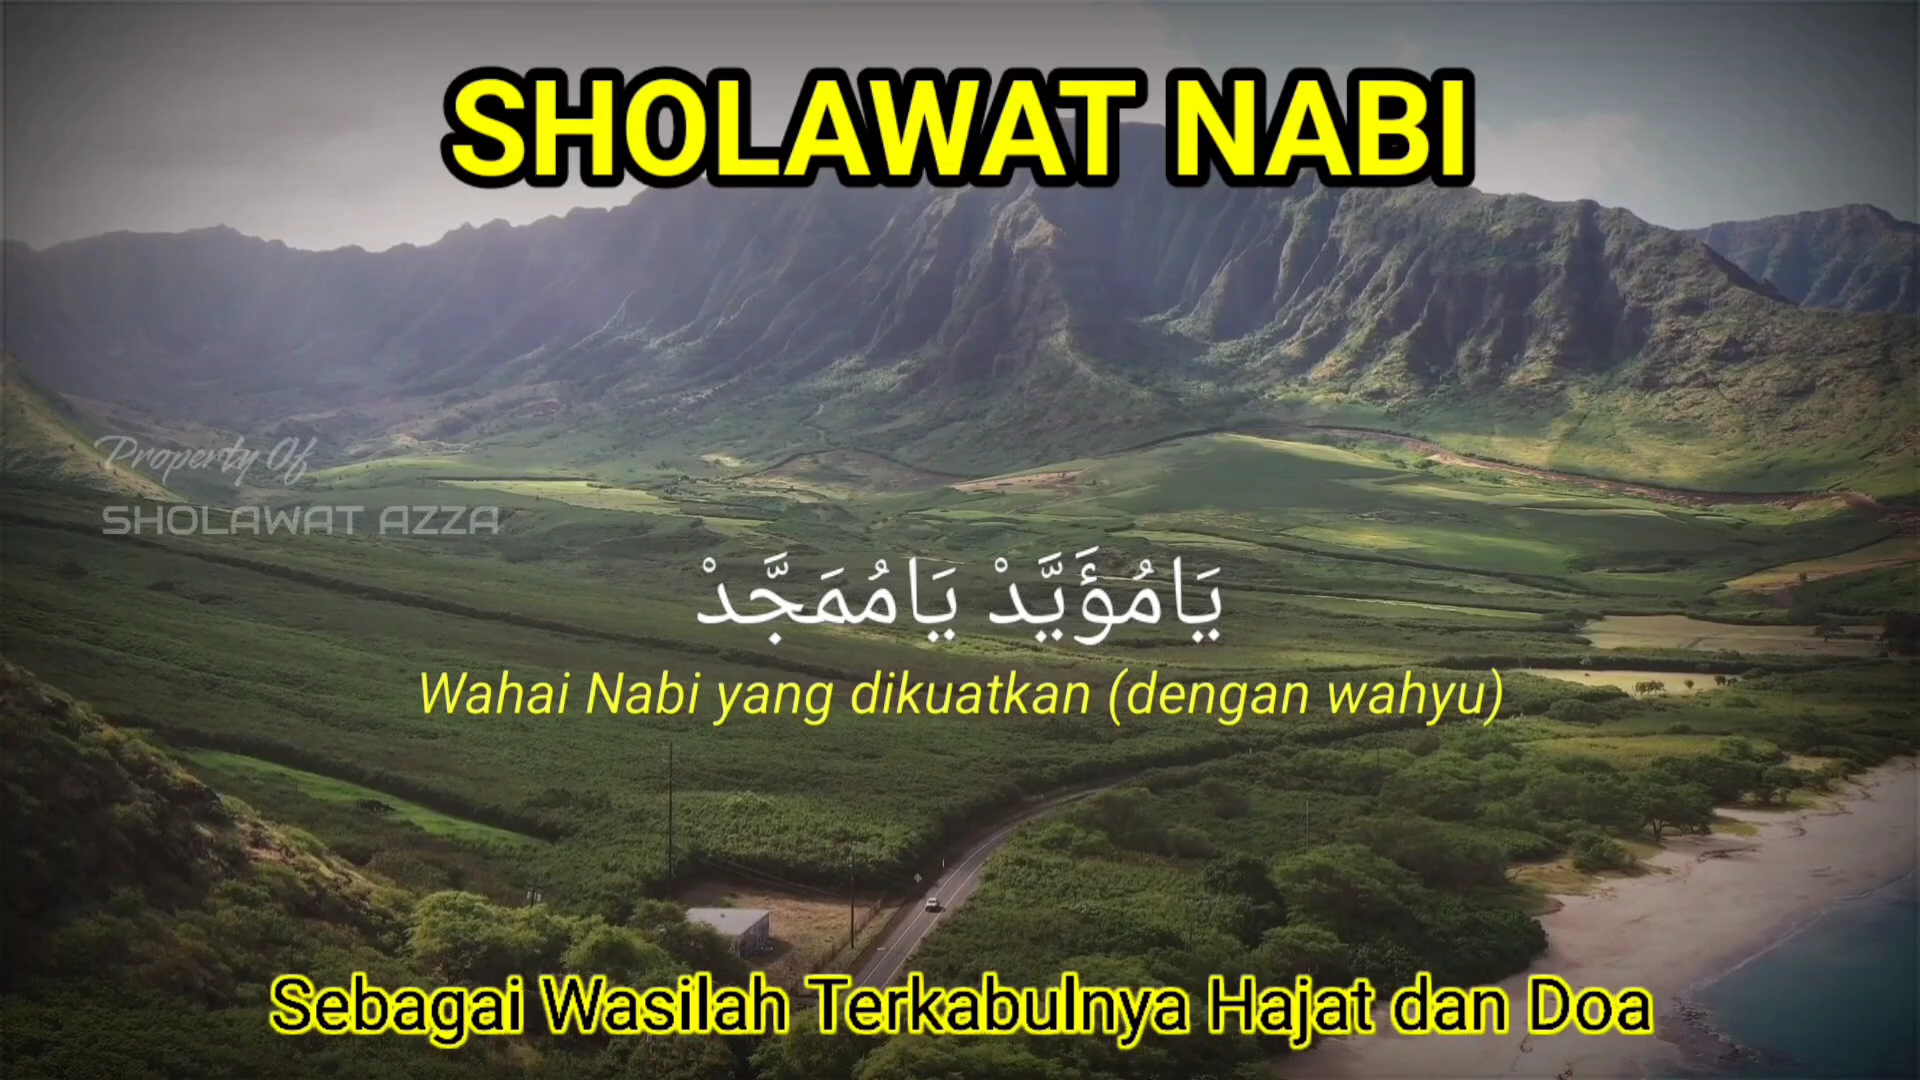 SHOLAWAT NABI
Property Of
SHOLAWAT AZZA
يَامُؤَيَّدْ يَامُمَجَّدْ
Wahai Nabi yang dikuatkan (dengan wahyu)
Sebagai Wasilah Terkabulnya Hajat dan Doa